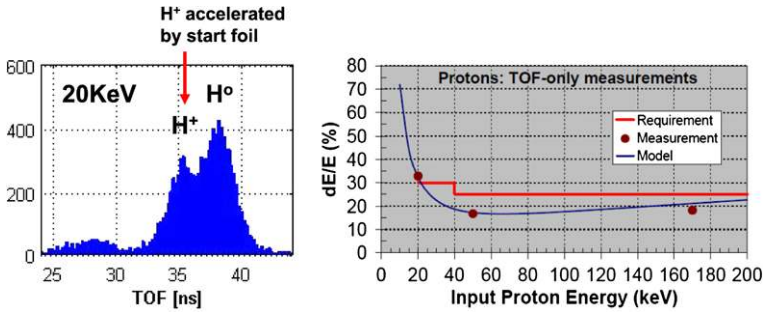 H⁺ accelerated
by start foil
600
400
200
0
20KeV
H⁺
Hᵒ
25 30 35 40
TOF [ns]
Protons: TOF-only measurements
80
70
60
50
40
30
20
10
0
dE/E (%)
Requirement
Measurement
Model
0 20 40 60 80 100 120 140 160 180 200
Input Proton Energy (keV)